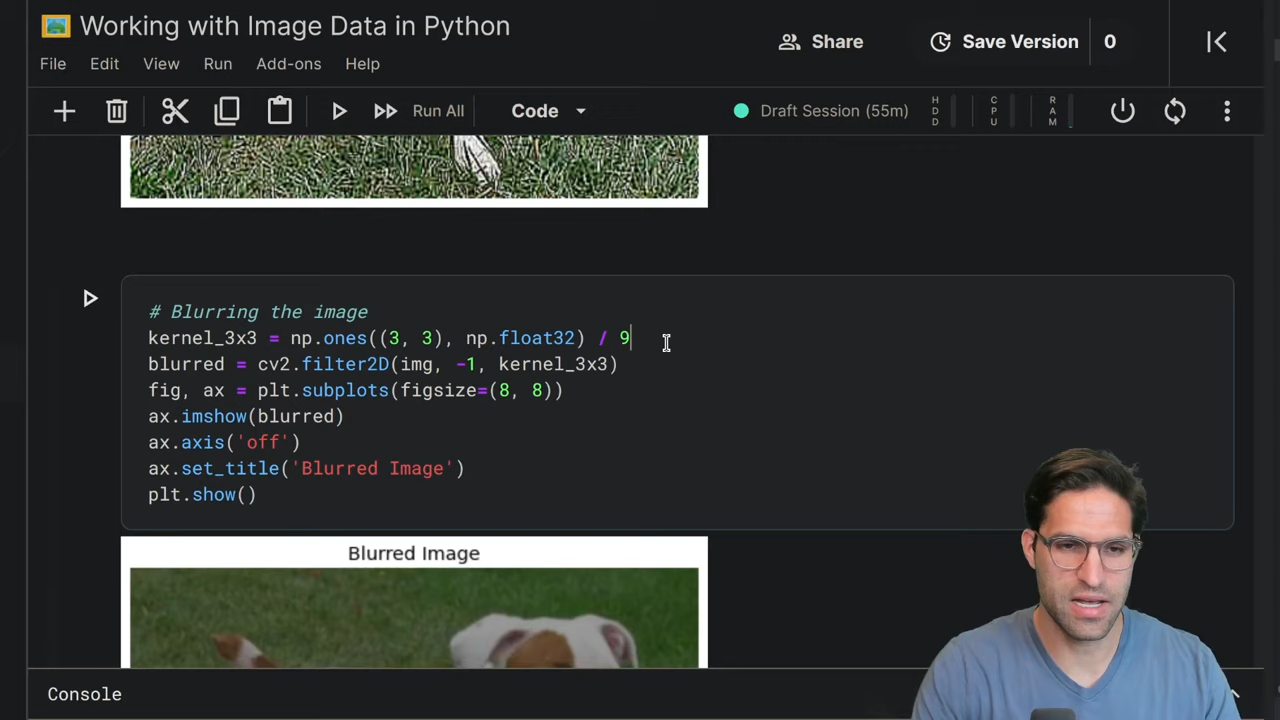 Working with Image Data in Python
Share
Save Version
0
File Edit View Run Add-ons Help
Run All
Code
Draft Session (55m)
HDD
CPU
RAM
# Blurring the image
kernel_3x3 = np.ones((3, 3), np.float32) / 9
blurred = cv2.filter2D(img, -1, kernel_3x3)
fig, ax = plt.subplots(figsize=(8, 8))
ax.imshow(blurred)
ax.axis('off')
ax.set_title('Blurred Image')
plt.show()
Blurred Image
Console